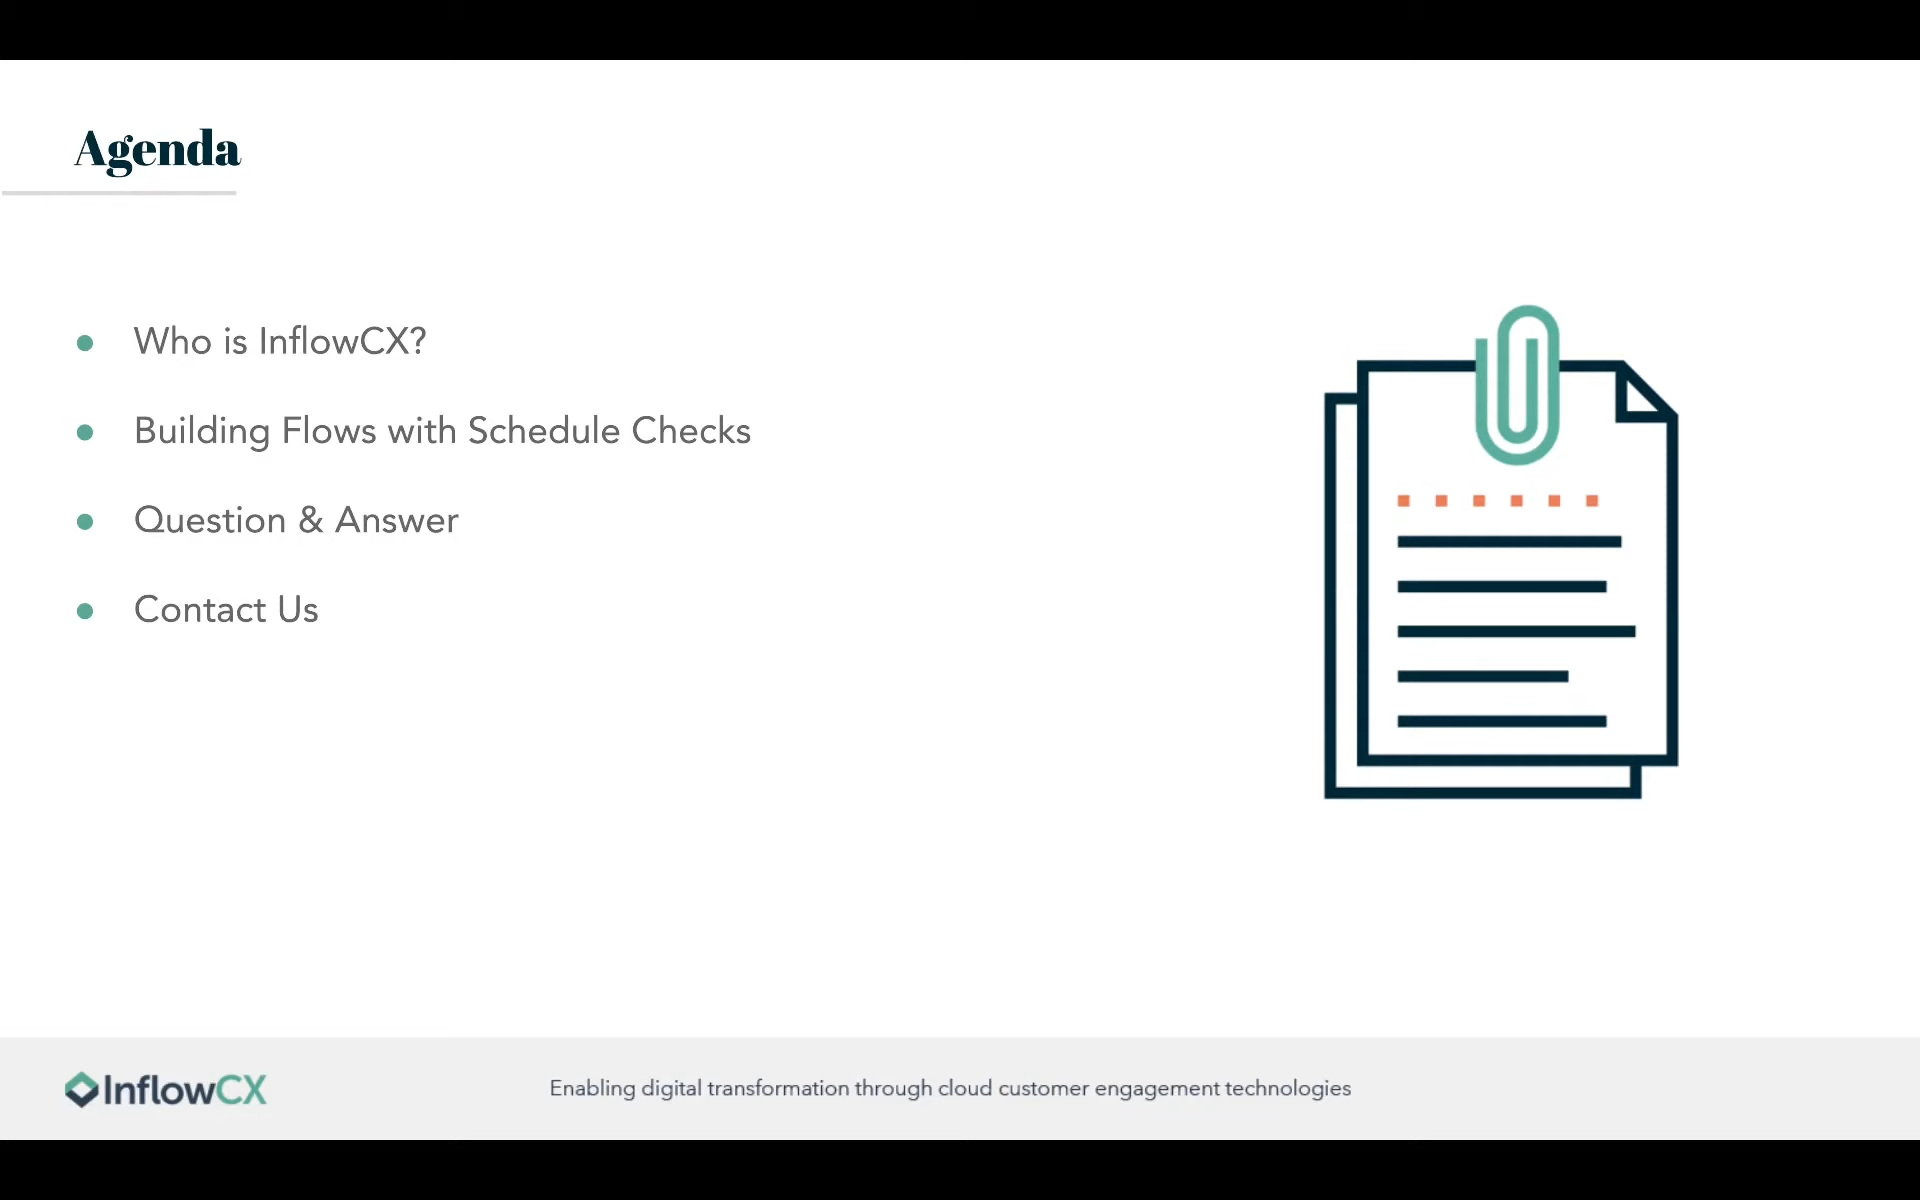 Agenda
Who is InflowCX?
Building Flows with Schedule Checks
Question & Answer
Contact Us
InflowCX
Enabling digital transformation through cloud customer engagement technologies